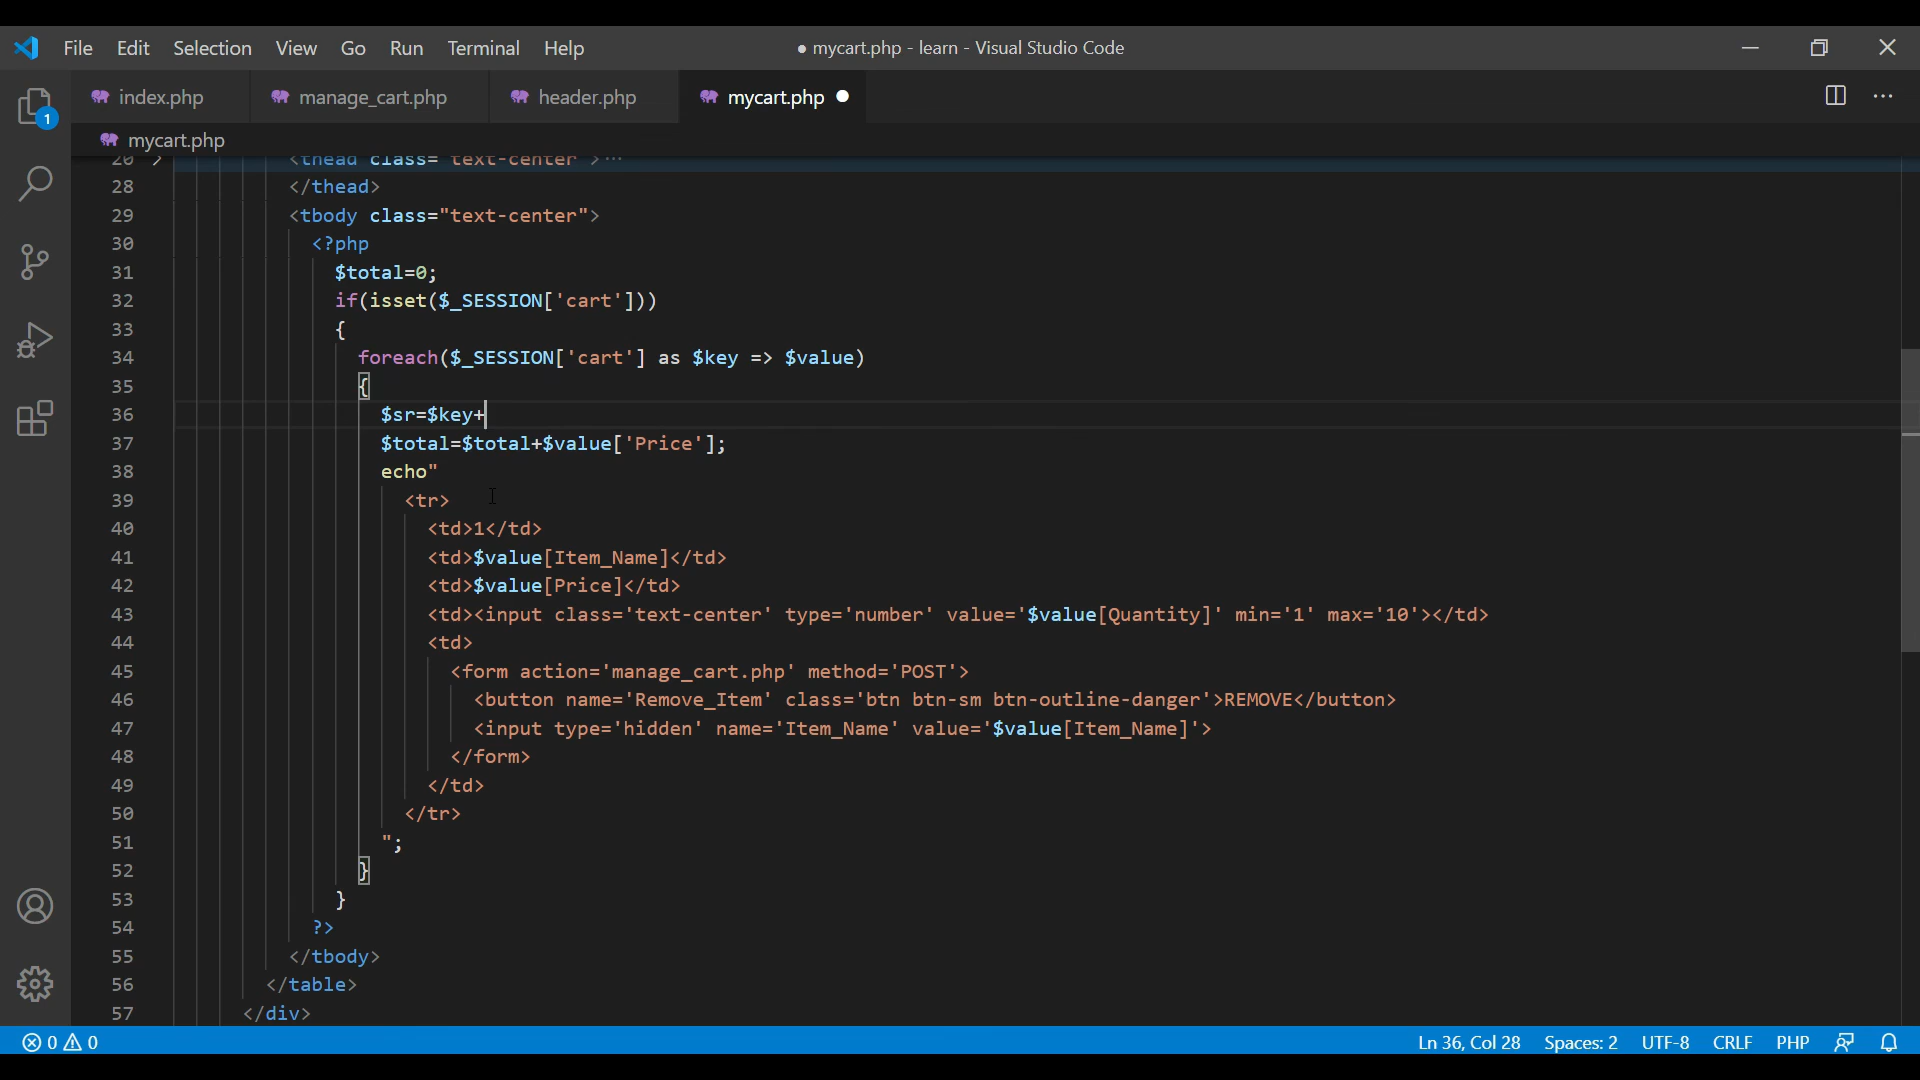 File Edit Selection View Go Run Terminal Help
● mycart.php - learn - Visual Studio Code
index.php manage_cart.php header.php mycart.php ●
1
mycart.php
20 > <thead class="text-center">···
28 </thead>
29 <tbody class="text-center">
30 <?php
31 $total=0;
32 if(isset($_SESSION['cart']))
33 {
34 foreach($_SESSION['cart'] as $key => $value)
35 {
36 $sr=$key+
37 $total=$total+$value['Price'];
38 echo"
39 <tr>
40 <td>1</td>
41 <td>$value[Item_Name]</td>
42 <td>$value[Price]</td>
43 <td><input class='text-center' type='number' value='$value[Quantity]' min='1' max='10'></td>
44 <td>
45 <form action='manage_cart.php' method='POST'>
46 <button name='Remove_Item' class='btn btn-sm btn-outline-danger'>REMOVE</button>
47 <input type='hidden' name='Item_Name' value='$value[Item_Name]'>
48 </form>
49 </td>
50 </tr>
51 ";
52 }
53 }
54 ?>
55 </tbody>
56 </table>
57 </div>
0 0 Ln 36, Col 28 Spaces: 2 UTF-8 CRLF PHP